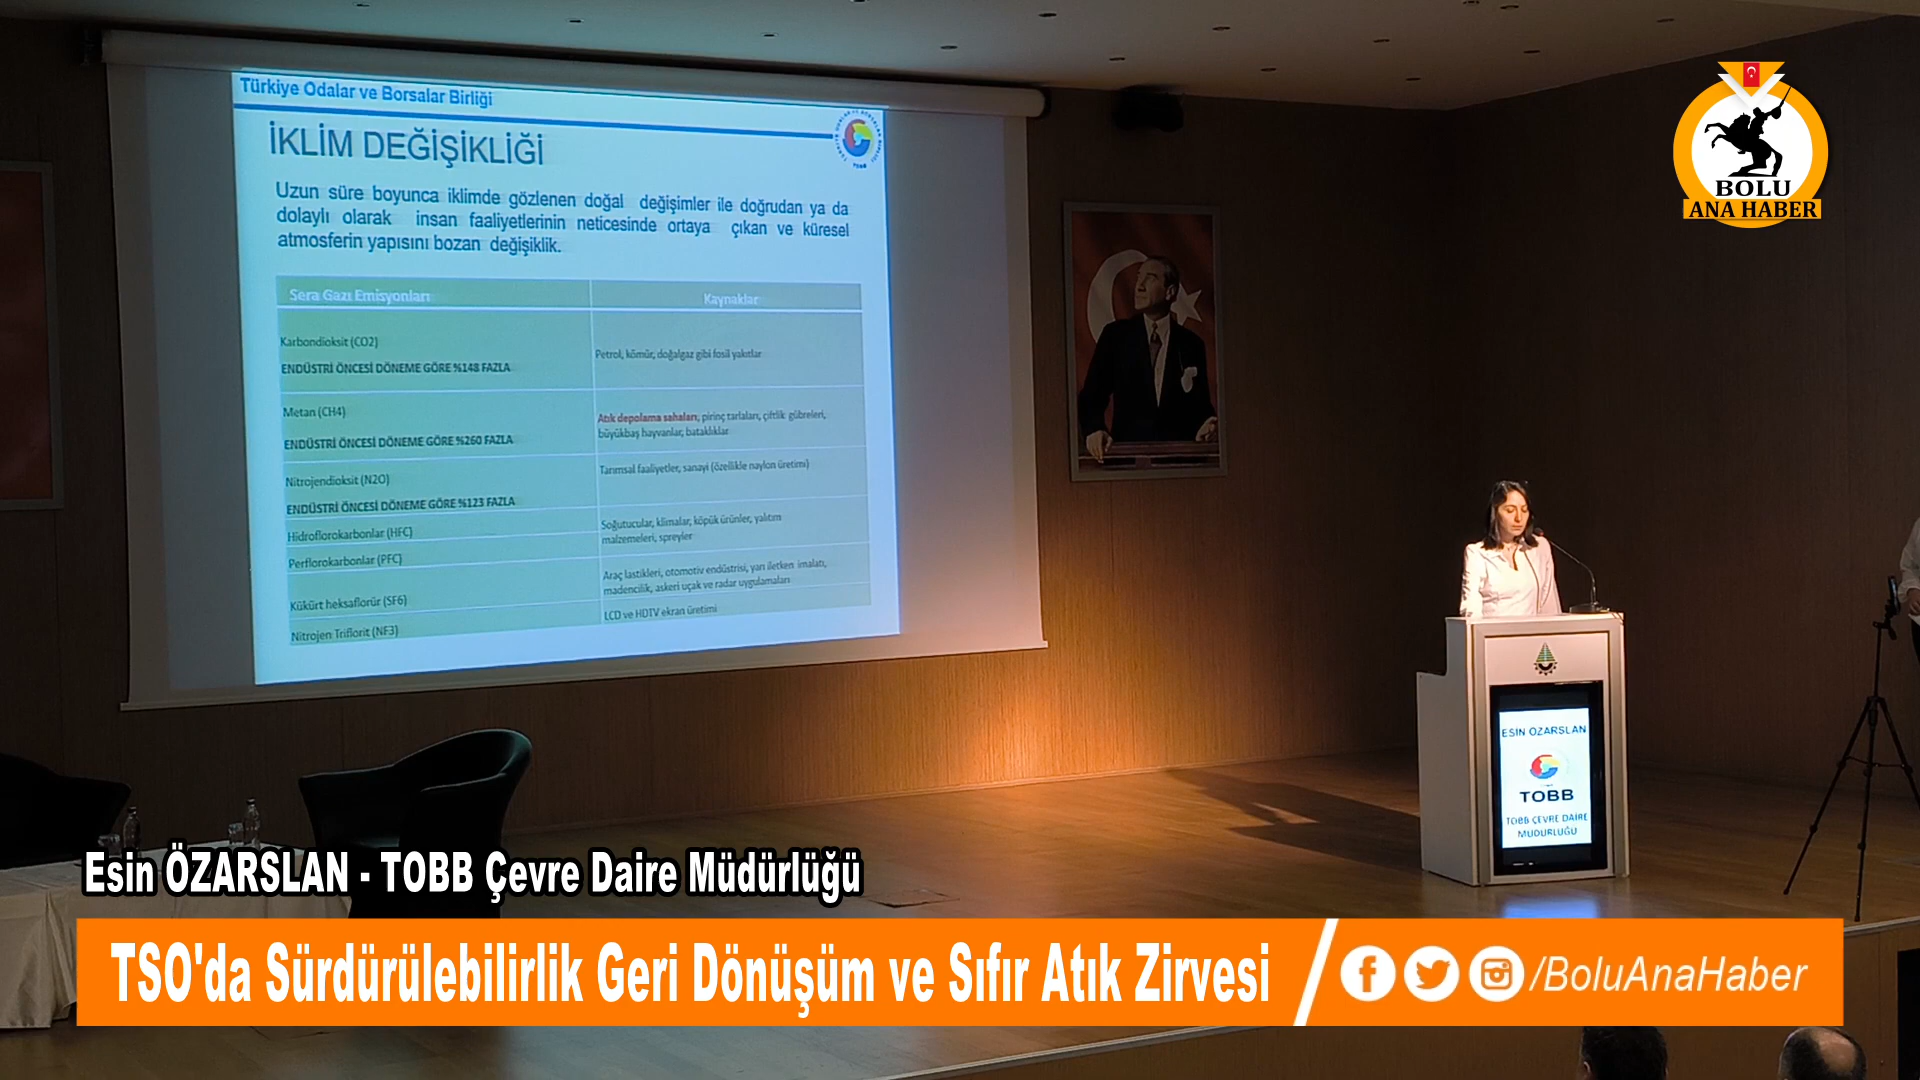 Türkiye Odalar ve Borsalar Birliği
İKLİM DEĞİŞİKLİĞİ
Uzun süre boyunca iklimde gözlenen doğal değişimler ile doğrudan ya da
dolaylı olarak insan faaliyetlerinin neticesinde ortaya çıkan ve küresel
atmosferin yapısını bozan değişiklik.
Sera Gazı Emisyonları
Kaynaklar
Karbondioksit (CO2)
ENDÜSTRİ ÖNCESİ DÖNEME GÖRE %148 FAZLA
Petrol, kömür, doğalgaz gibi fosil yakıtlar
Metan (CH4)
ENDÜSTRİ ÖNCESİ DÖNEME GÖRE %260 FAZLA
Atık depolama sahaları, pirinç tarlaları, çiftlik gübreleri,
büyükbaş hayvanlar, bataklıklar
Nitrojendioksit (N2O)
ENDÜSTRİ ÖNCESİ DÖNEME GÖRE %123 FAZLA
Tarımsal faaliyetler, sanayi (özellikle naylon üretimi)
Hidroflorokarbonlar (HFC)
Soğutucular, klimalar, köpük ürünler, yalıtım
malzemeleri, spreyler
Perflorokarbonlar (PFC)
Kükürt heksaflorür (SF6)
Araç lastikleri, otomotiv endüstrisi, yarı iletken imalatı,
madencilik, askeri uçak ve radar uygulamaları
Nitrojen Triflorit (NF3)
LCD ve HDTV ekran üretimi
BOLU
ANA HABER
ESIN OZARSLAN
TOBB
TOBB ÇEVRE DAİRE
MÜDÜRLÜĞÜ
Esin ÖZARSLAN - TOBB Çevre Daire Müdürlüğü
TSO'da Sürdürülebilirlik Geri Dönüşüm ve Sıfır Atık Zirvesi
/BoluAnaHaber